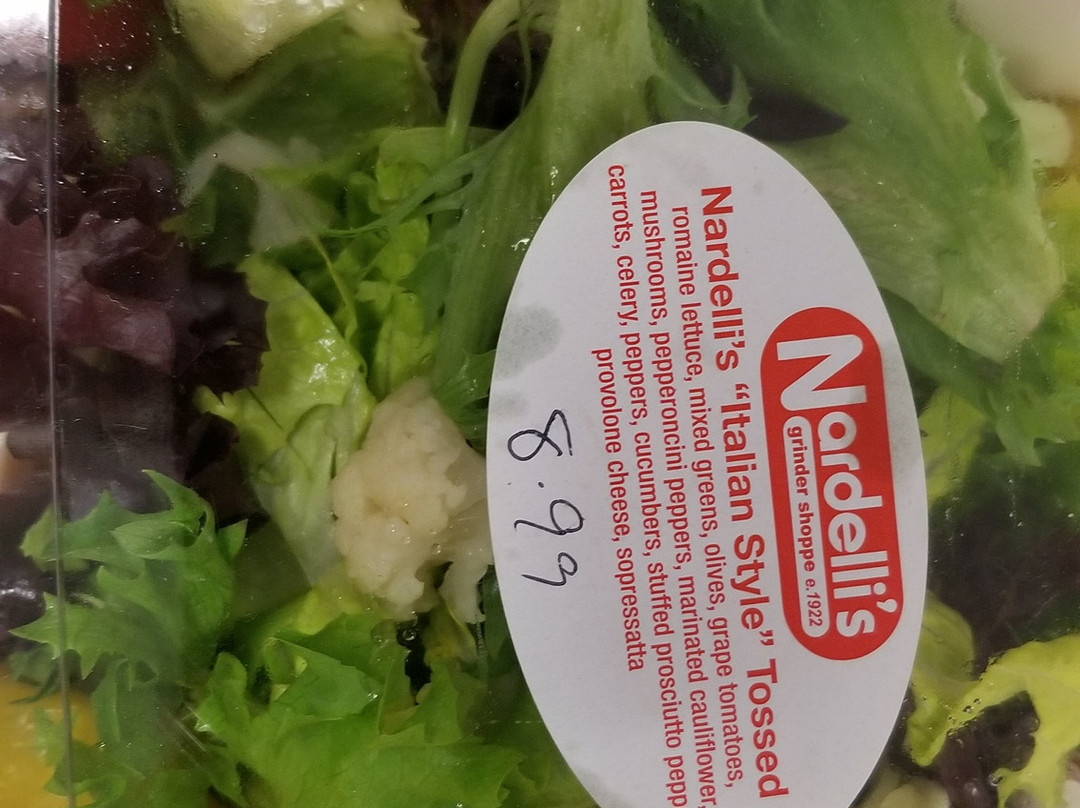 Nardelli's
grinder shoppe e.1922
Nardelli's “Italian Style” Tossed
romaine lettuce, mixed greens, olives, grape tomatoes,
mushrooms, pepperoncini peppers, marinated cauliflower,
carrots, celery, peppers, cucumbers, stuffed prosciutto pepp
provolone cheese, sopressatta
8.99